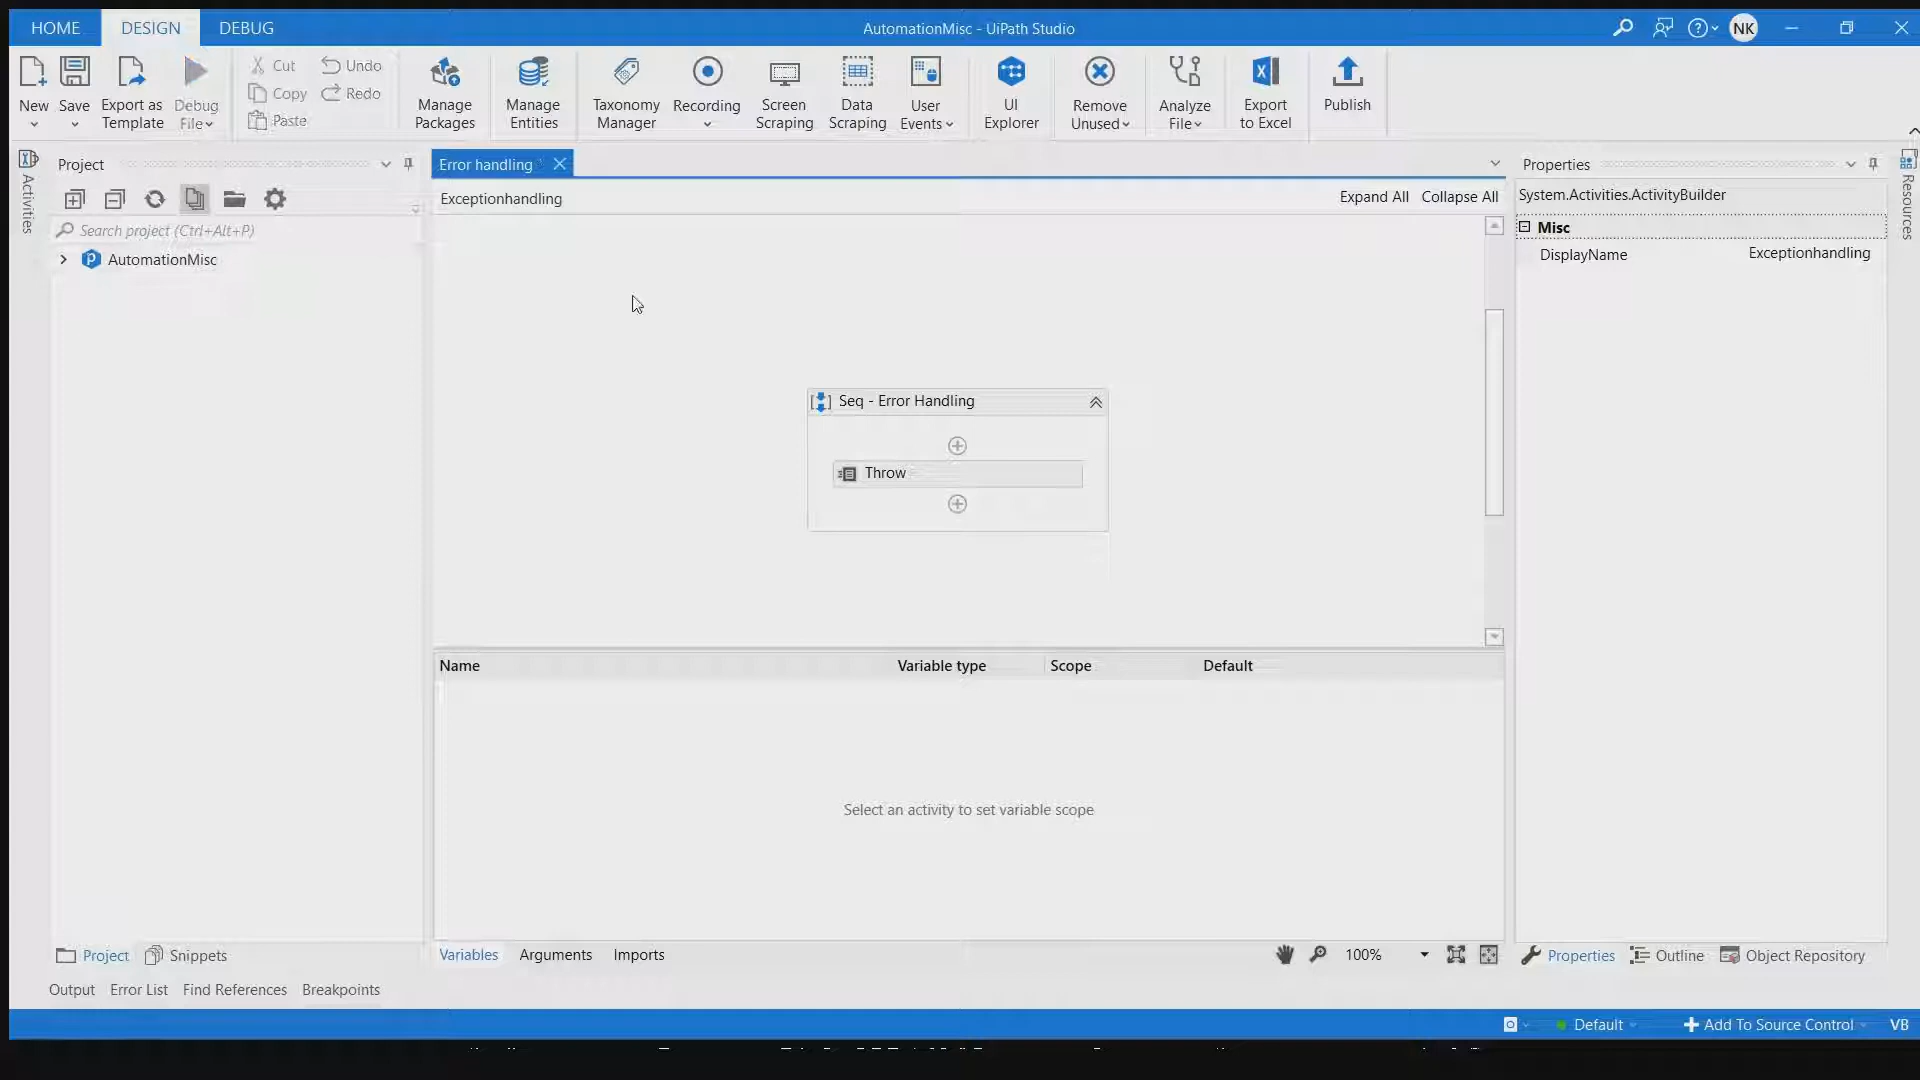 HOME DESIGN DEBUG AutomationMisc - UiPath Studio NK
New Save Export as Template Debug File Cut Copy Paste Undo Redo Manage Packages Manage Entities Taxonomy Manager Recording Screen Scraping Data Scraping User Events UI Explorer Remove Unused Analyze File Export to Excel Publish
Activities
Project
Search project (Ctrl+Alt+P)
AutomationMisc
Error handling
Exceptionhandling Expand All Collapse All
Seq - Error Handling
Throw
Name Variable type Scope Default
Select an activity to set variable scope
Variables Arguments Imports 100%
Properties
System.Activities.ActivityBuilder
Misc
DisplayName Exceptionhandling
Resources
Project Snippets
Properties Outline Object Repository
Output Error List Find References Breakpoints
Default Add To Source Control VB